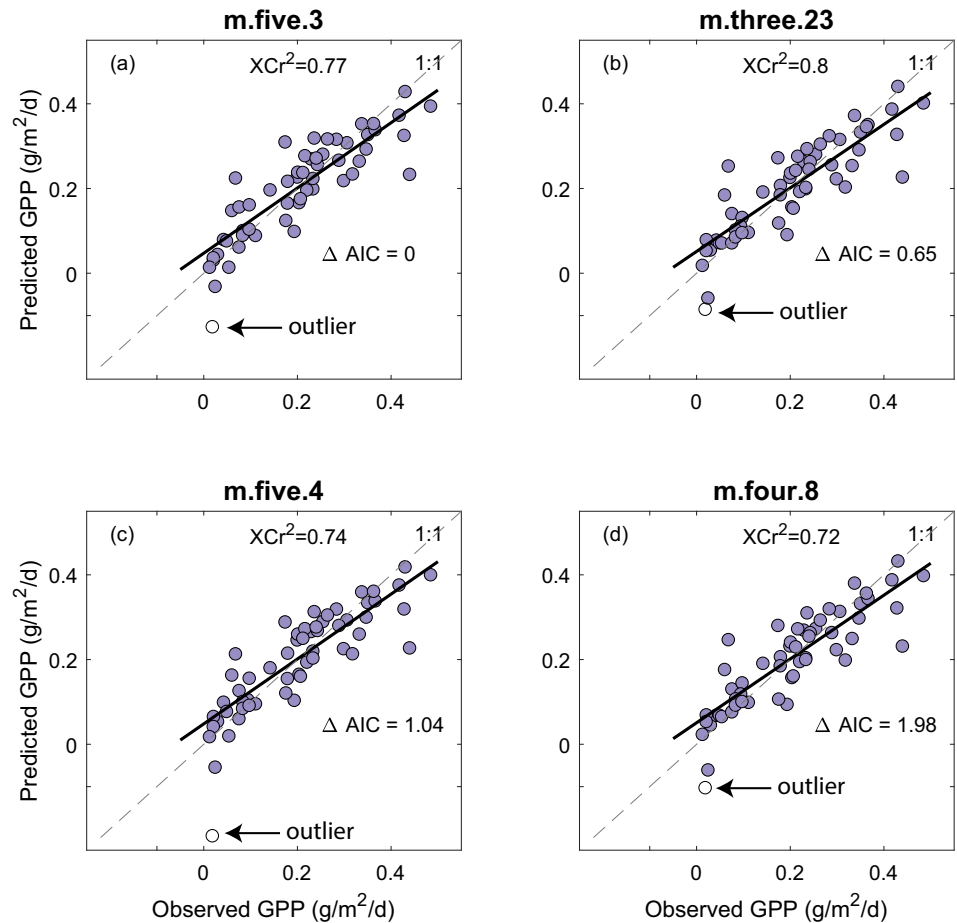 m.five.3
m.three.23
(a)
XCr²=0.77
1:1
(b)
XCr²=0.8
1:1
Predicted GPP (g/m²/d)
0.4
0.2
0
0.4
0.2
0
Δ AIC = 0
Δ AIC = 0.65
outlier
outlier
0
0.2
0.4
0
0.2
0.4
m.five.4
m.four.8
(c)
XCr²=0.74
1:1
(d)
XCr²=0.72
1:1
Predicted GPP (g/m²/d)
0.4
0.2
0
0.4
0.2
0
Δ AIC = 1.04
Δ AIC = 1.98
outlier
outlier
0
0.2
0.4
0
0.2
0.4
Observed GPP (g/m²/d)
Observed GPP (g/m²/d)